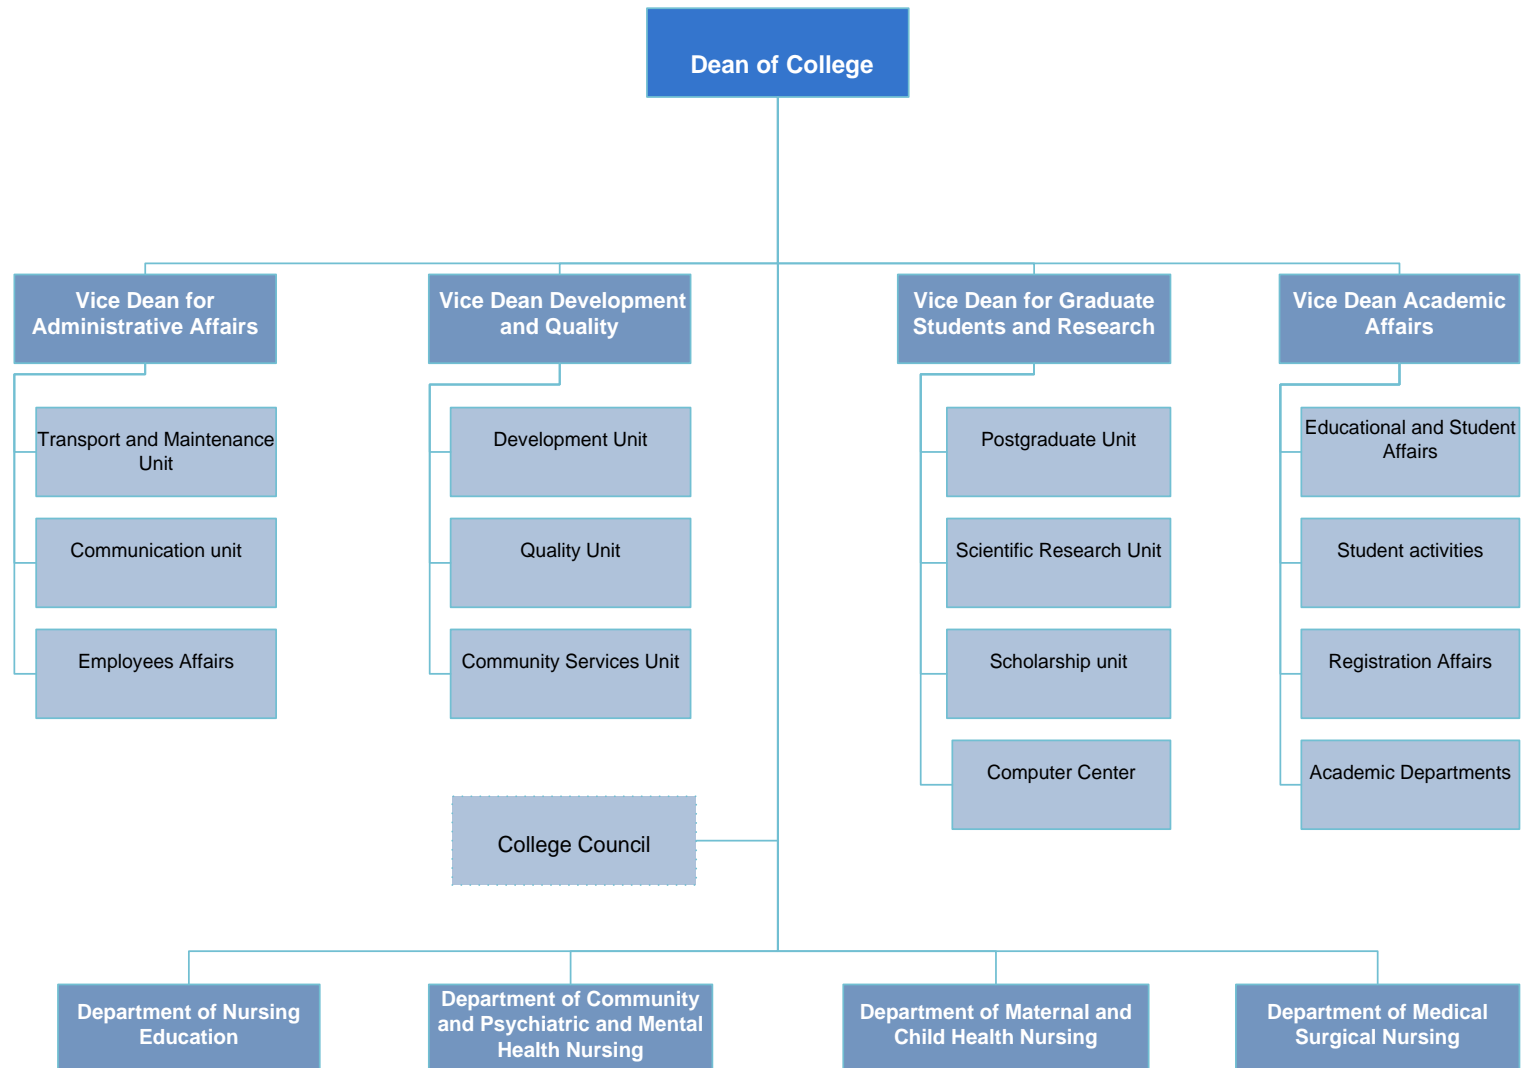 Dean of College
Vice Dean for
Administrative Affairs
Vice Dean Development
and Quality
Vice Dean for Graduate
Students and Research
Vice Dean Academic
Affairs
Transport and Maintenance
Unit
Communication unit
Employees Affairs
Development Unit
Quality Unit
Community Services Unit
Postgraduate Unit
Scientific Research Unit
Scholarship unit
Computer Center
Educational and Student
Affairs
Student activities
Registration Affairs
Academic Departments
College Council
Department of Nursing
Education
Department of Community
and Psychiatric and Mental
Health Nursing
Department of Maternal and
Child Health Nursing
Department of Medical
Surgical Nursing